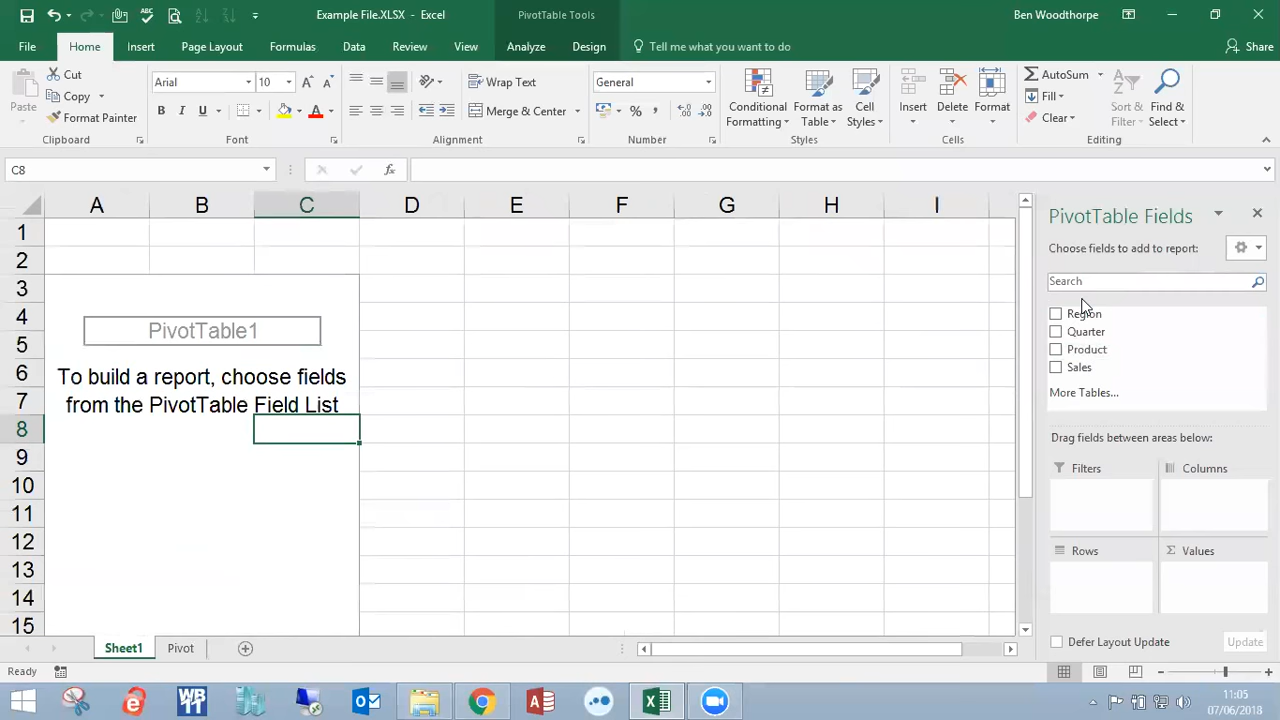 Example File.XLSX - Excel
PivotTable Tools
Ben Woodthorpe
File
Home
Insert
Page Layout
Formulas
Data
Review
View
Analyze
Design
Tell me what you want to do
Share
Paste
Cut
Copy
Format Painter
Clipboard
Arial
10
B
I
U
Font
Wrap Text
Merge & Center
Alignment
General
%
Number
Conditional
Formatting
Format as
Table
Cell
Styles
Styles
Insert
Delete
Format
Cells
AutoSum
Fill
Clear
Sort &
Filter
Find &
Select
Editing
C8
fx
A B C D E F G H I
1
2
3
4
5
6
7
8
9
10
11
12
13
14
15
PivotTable1
To build a report, choose fields
from the PivotTable Field List
PivotTable Fields
Choose fields to add to report:
Search
Region
Quarter
Product
Sales
More Tables...
Drag fields between areas below:
Filters
Columns
Rows
Σ Values
Defer Layout Update
Update
Sheet1
Pivot
Ready
11:05
07/06/2018